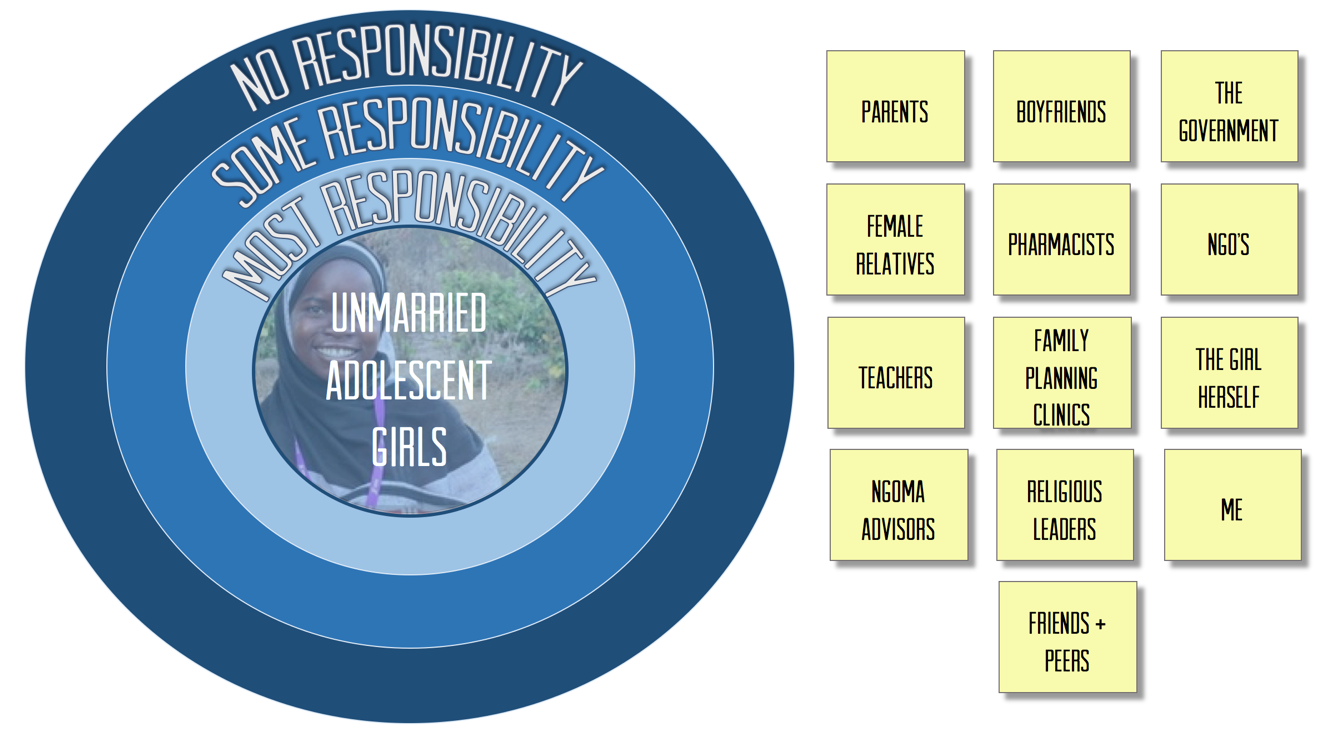 NO RESPONSIBILITY
SOME RESPONSIBILITY
MOST RESPONSIBILITY
UNMARRIED
ADOLESCENT
GIRLS
PARENTS
BOYFRIENDS
THE
GOVERNMENT
FEMALE
RELATIVES
PHARMACISTS
NGO'S
TEACHERS
FAMILY
PLANNING
CLINICS
THE GIRL
HERSELF
NGOMA
ADVISORS
RELIGIOUS
LEADERS
ME
FRIENDS +
PEERS